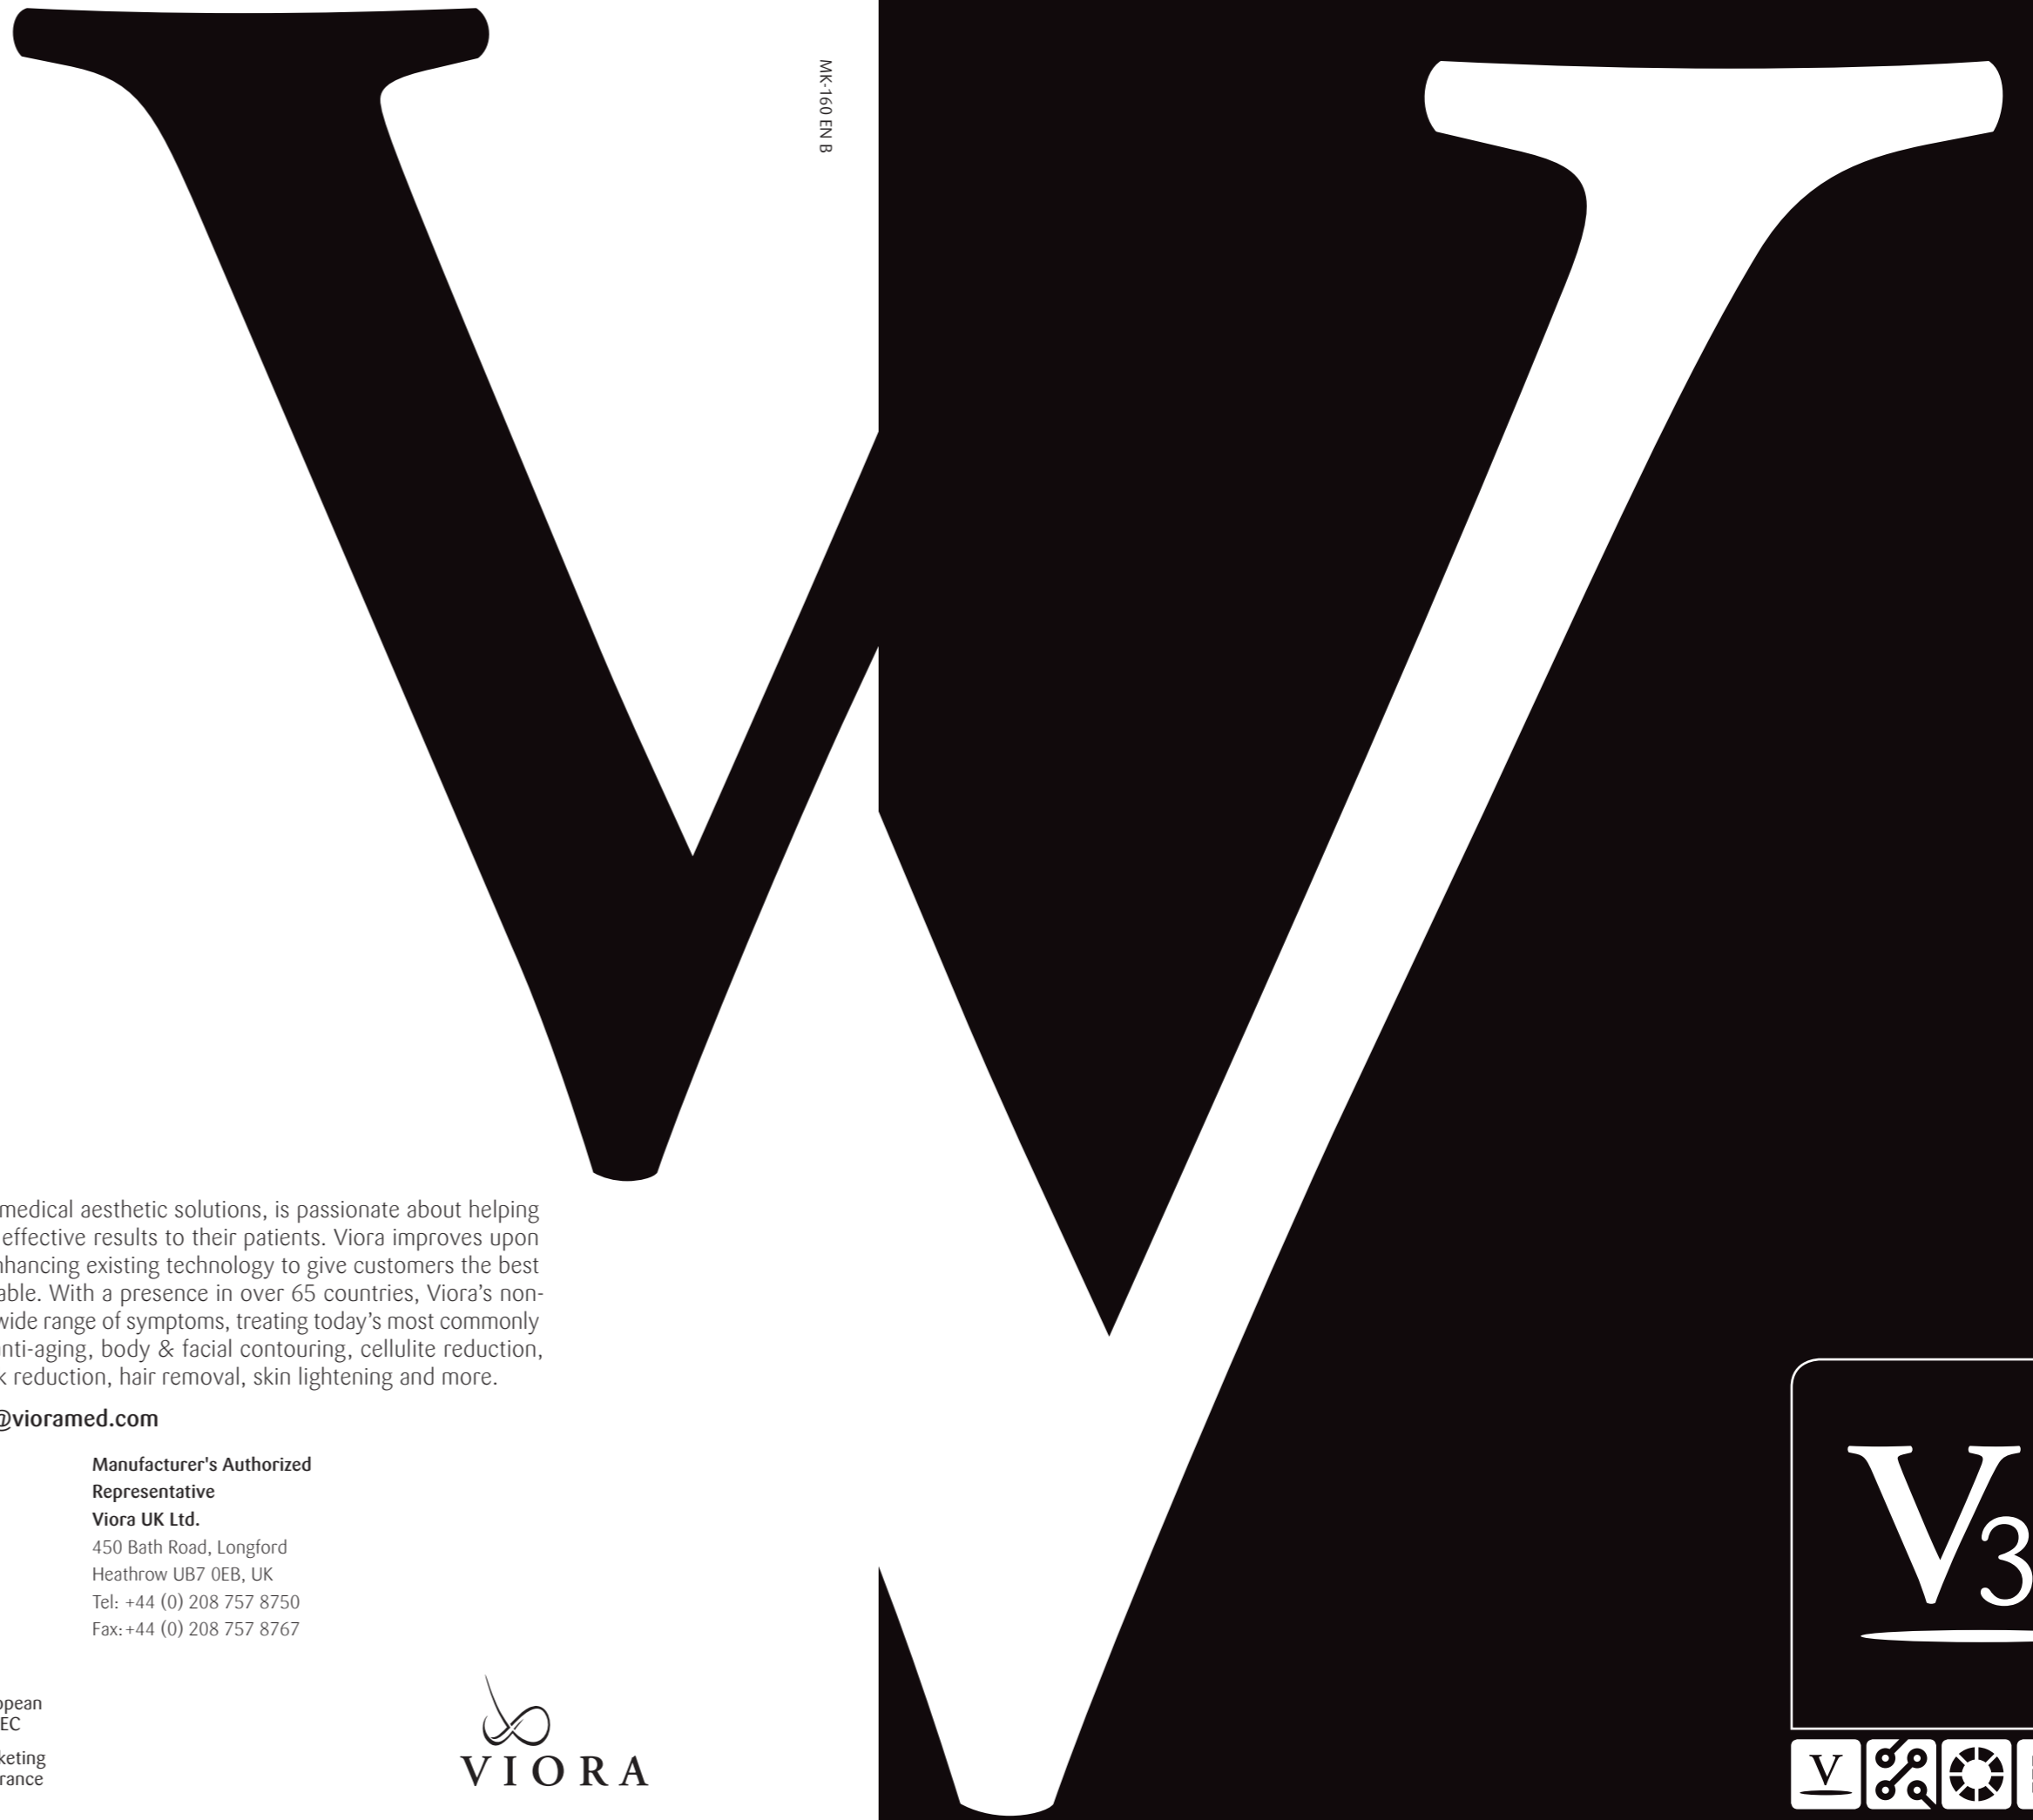 MK-160 EN B
medical aesthetic solutions, is passionate about helping
effective results to their patients. Viora improves upon
nhancing existing technology to give customers the best
able. With a presence in over 65 countries, Viora's non-
wide range of symptoms, treating today's most commonly
anti-aging, body & facial contouring, cellulite reduction,
k reduction, hair removal, skin lightening and more.
@vioramed.com
Manufacturer's Authorized
Representative
Viora UK Ltd.
450 Bath Road, Longford
Heathrow UB7 0EB, UK
Tel: +44 (0) 208 757 8750
Fax: +44 (0) 208 757 8767
opean
EC
keting
rance
VIORA
V
V
V3
V